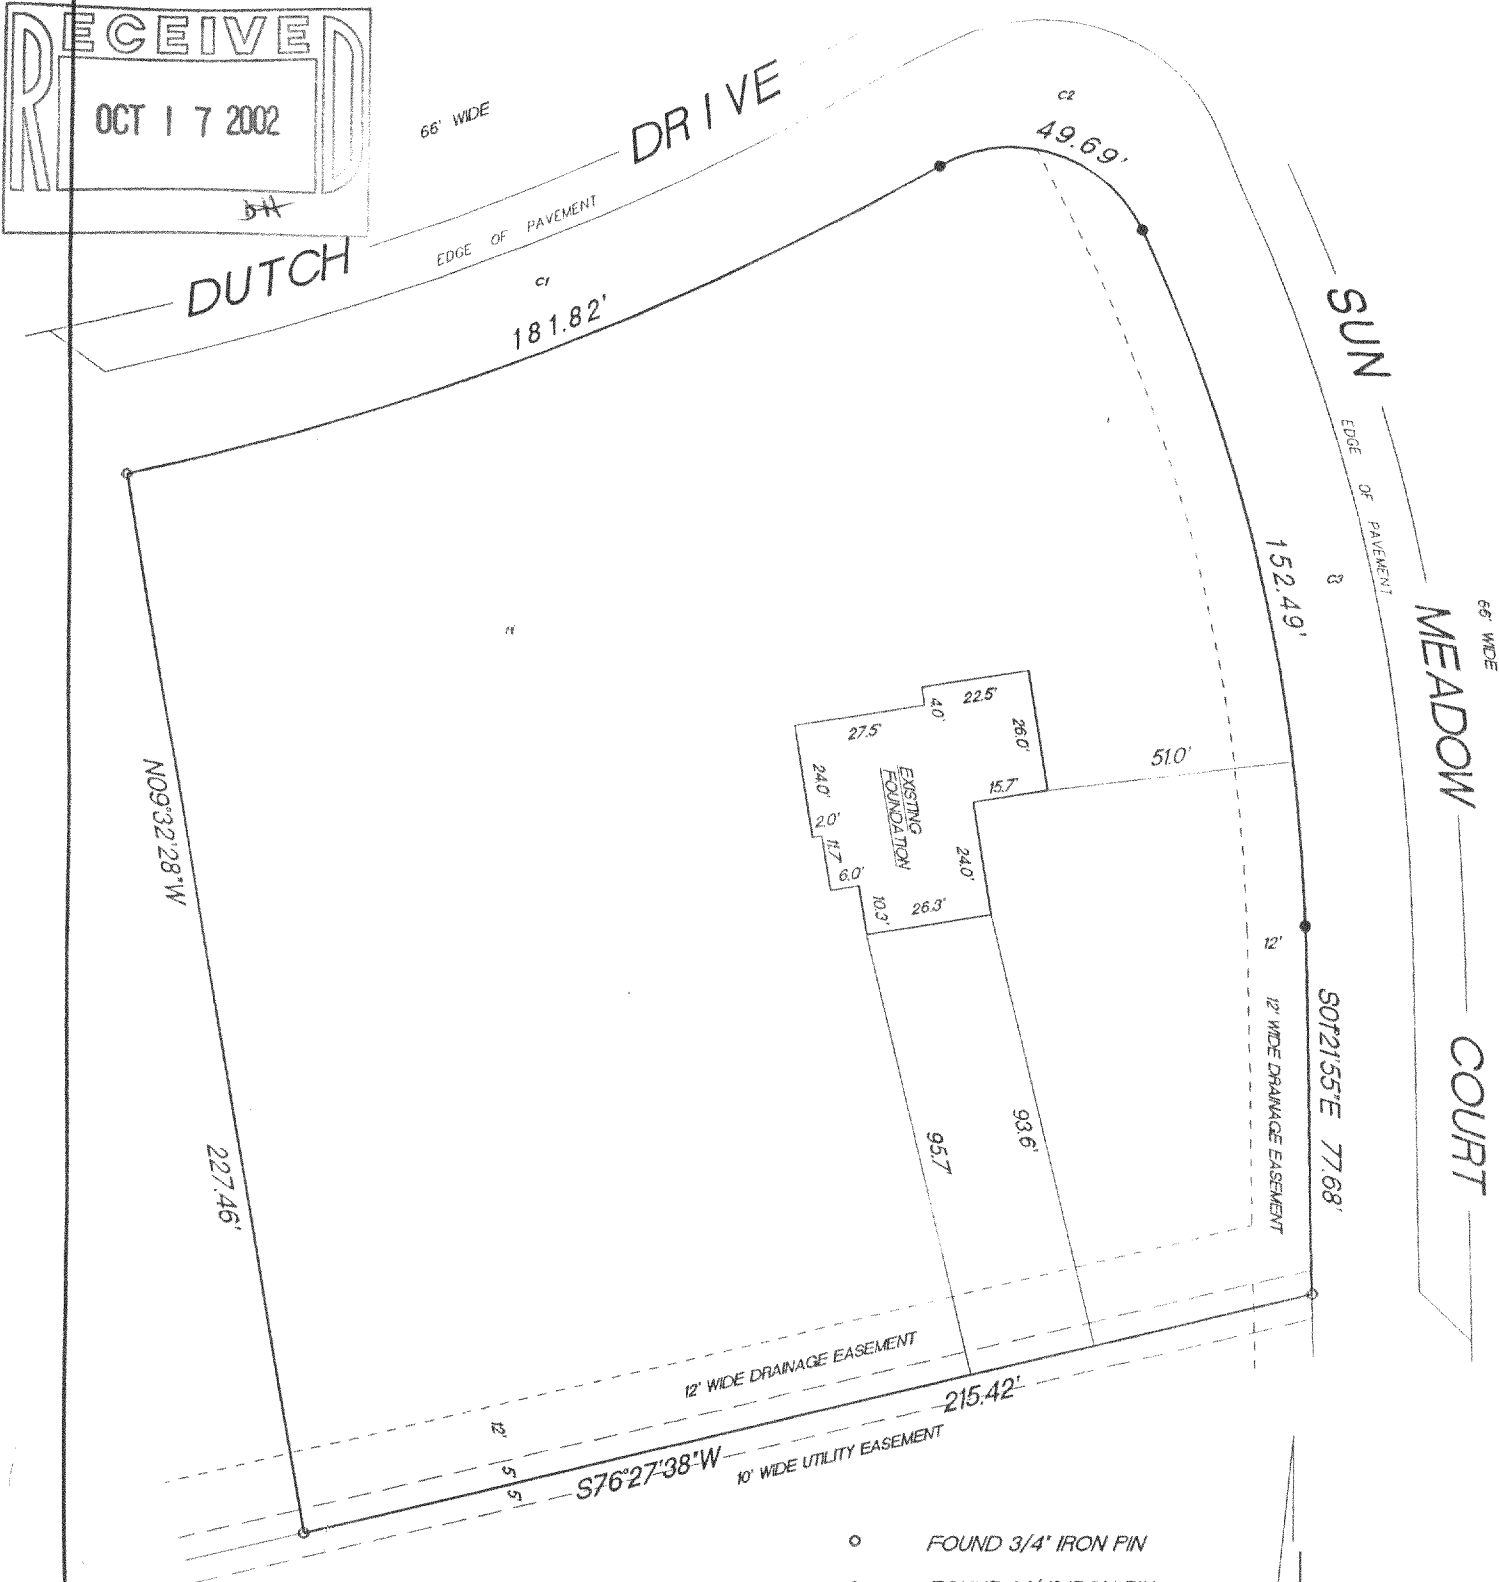 RECEIVED
OCT 17 2002
BH
66' WIDE
DUTCH DRIVE
EDGE OF PAVEMENT
C1
181.82'
C2
49.69'
SUN MEADOW COURT
66' WIDE
EDGE OF PAVEMENT
152.49'
C3
22.5'
4.0'
27.5'
26.0'
51.0'
15.7'
24.0'
EXISTING
FOUNDATION
2.0'
11.7'
6.0'
24.0'
10.3'
26.3'
N09°32'28"W
227.46'
12'
12' WIDE DRAINAGE EASEMENT
S01°21'55"E 77.68'
95.7'
93.6'
12' WIDE DRAINAGE EASEMENT
12'
5'
5'
S76°27'38"W
215.42'
10' WIDE UTILITY EASEMENT
FOUND 3/4" IRON PIN